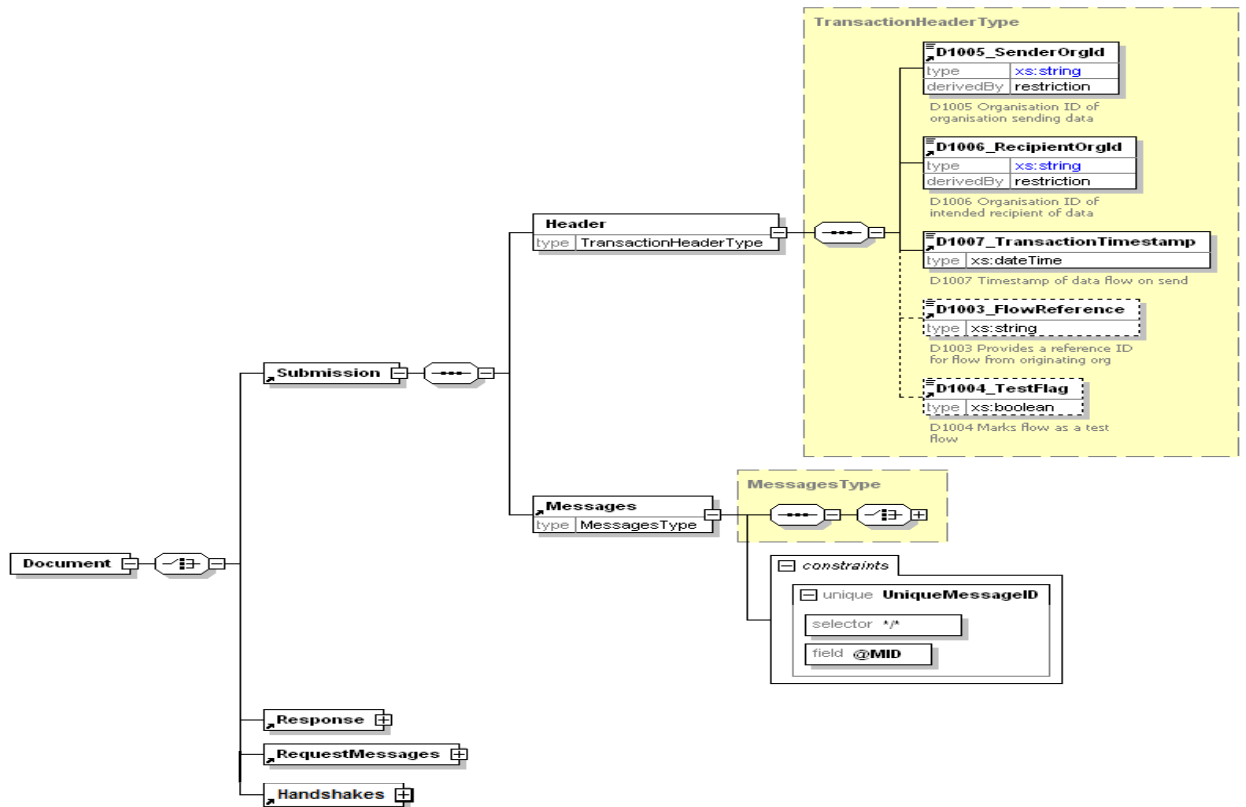 TransactionHeaderType
D1005_SenderOrgId
type xs:string
derivedBy restriction
D1005 Organisation ID of
organisation sending data
D1006_RecipientOrgId
type xs:string
derivedBy restriction
D1006 Organisation ID of
intended recipient of data
Header
type TransactionHeaderType
D1007_TransactionTimestamp
type xs:dateTime
D1007 Timestamp of data flow on send
D1003_FlowReference
type xs:string
D1003 Provides a reference ID
for flow from originating org
Submission
D1004_TestFlag
type xs:boolean
D1004 Marks flow as a test
flow
MessagesType
Messages
type MessagesType
Document
constraints
unique UniqueMessageID
selector */*
field @MID
Response
RequestMessages
Handshakes